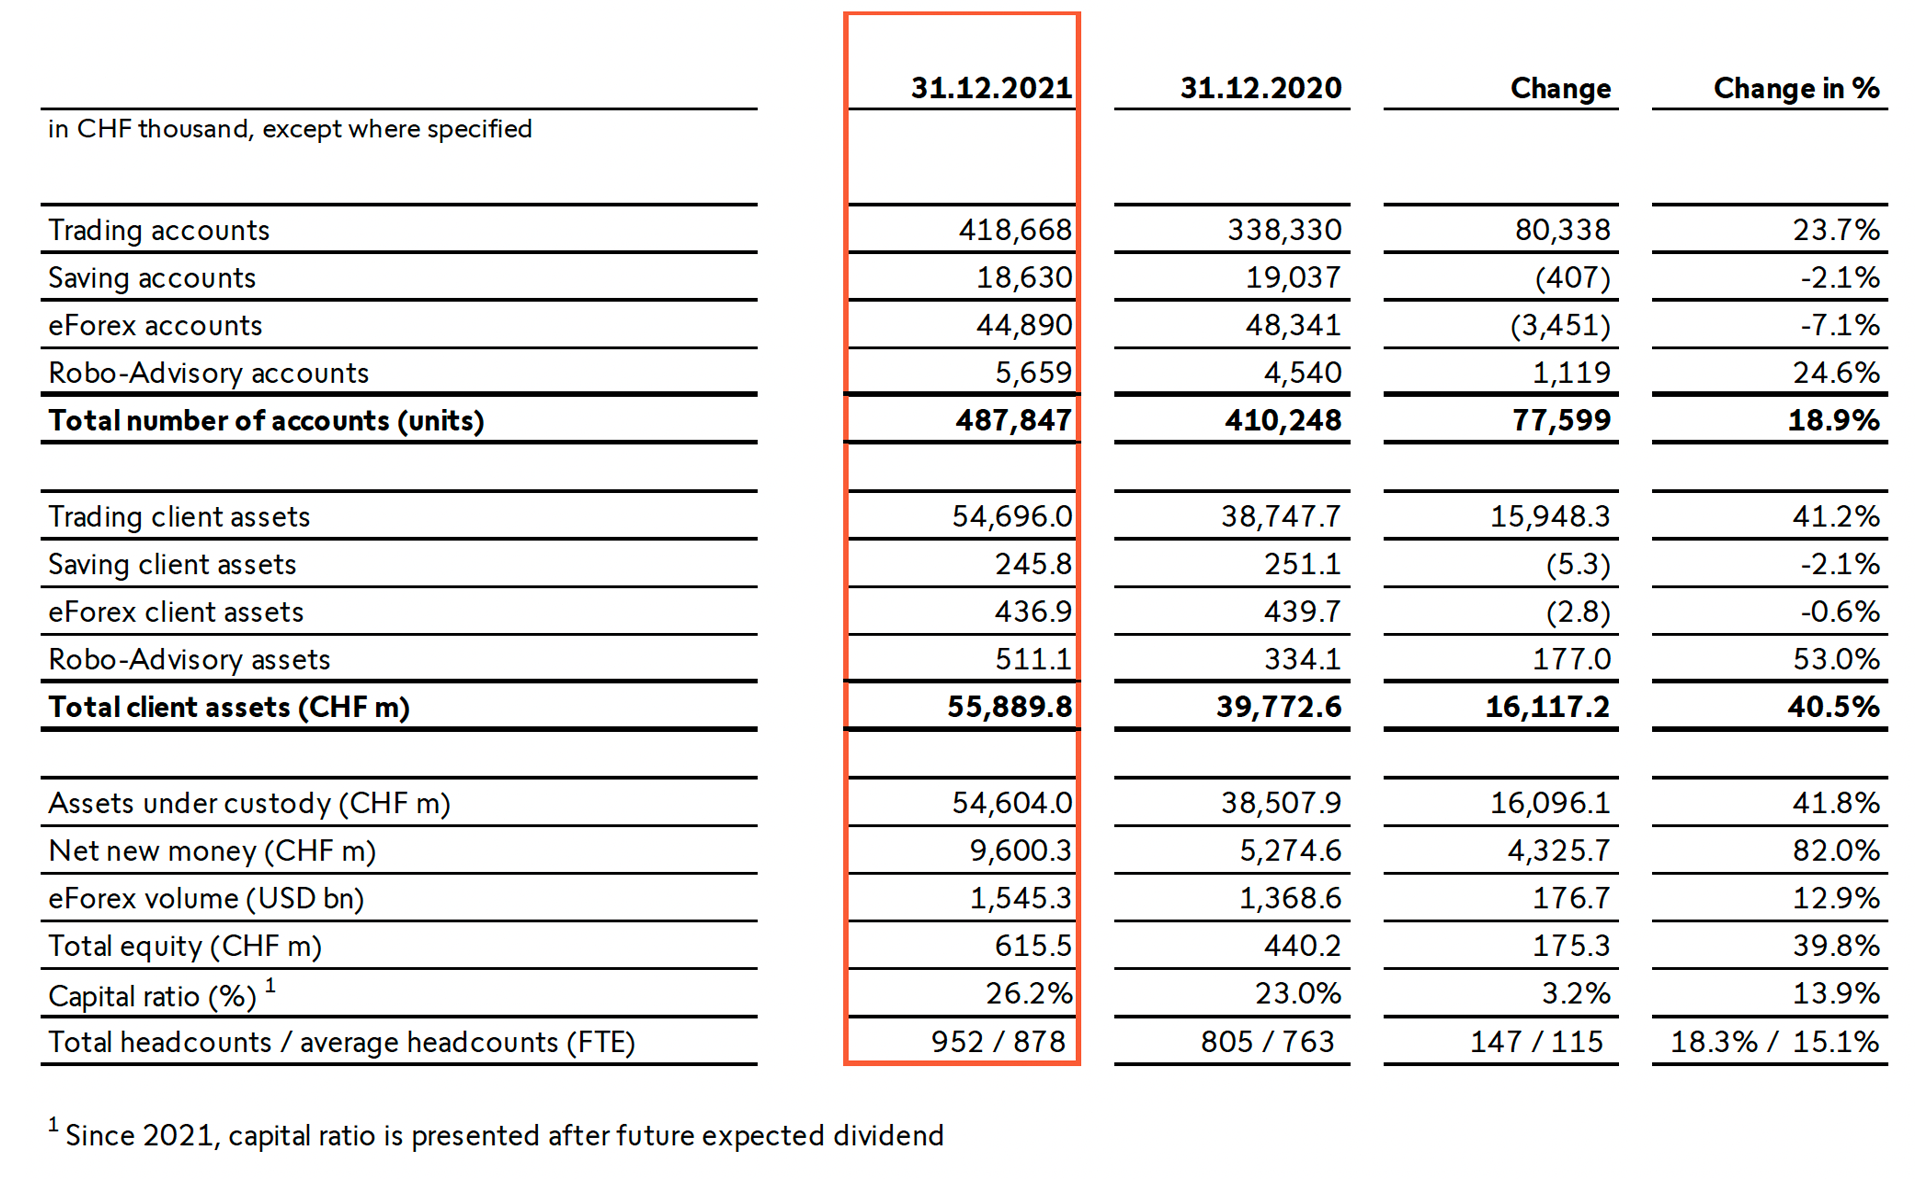 31.12.2021 31.12.2020 Change Change in %
in CHF thousand, except where specified
Trading accounts 418,668 338,330 80,338 23.7%
Saving accounts 18,630 19,037 (407) -2.1%
eForex accounts 44,890 48,341 (3,451) -7.1%
Robo-Advisory accounts 5,659 4,540 1,119 24.6%
Total number of accounts (units) 487,847 410,248 77,599 18.9%
Trading client assets 54,696.0 38,747.7 15,948.3 41.2%
Saving client assets 245.8 251.1 (5.3) -2.1%
eForex client assets 436.9 439.7 (2.8) -0.6%
Robo-Advisory assets 511.1 334.1 177.0 53.0%
Total client assets (CHF m) 55,889.8 39,772.6 16,117.2 40.5%
Assets under custody (CHF m) 54,604.0 38,507.9 16,096.1 41.8%
Net new money (CHF m) 9,600.3 5,274.6 4,325.7 82.0%
eForex volume (USD bn) 1,545.3 1,368.6 176.7 12.9%
Total equity (CHF m) 615.5 440.2 175.3 39.8%
Capital ratio (%) 1 26.2% 23.0% 3.2% 13.9%
Total headcounts / average headcounts (FTE) 952 / 878 805 / 763 147 / 115 18.3% / 15.1%
1 Since 2021, capital ratio is presented after future expected dividend